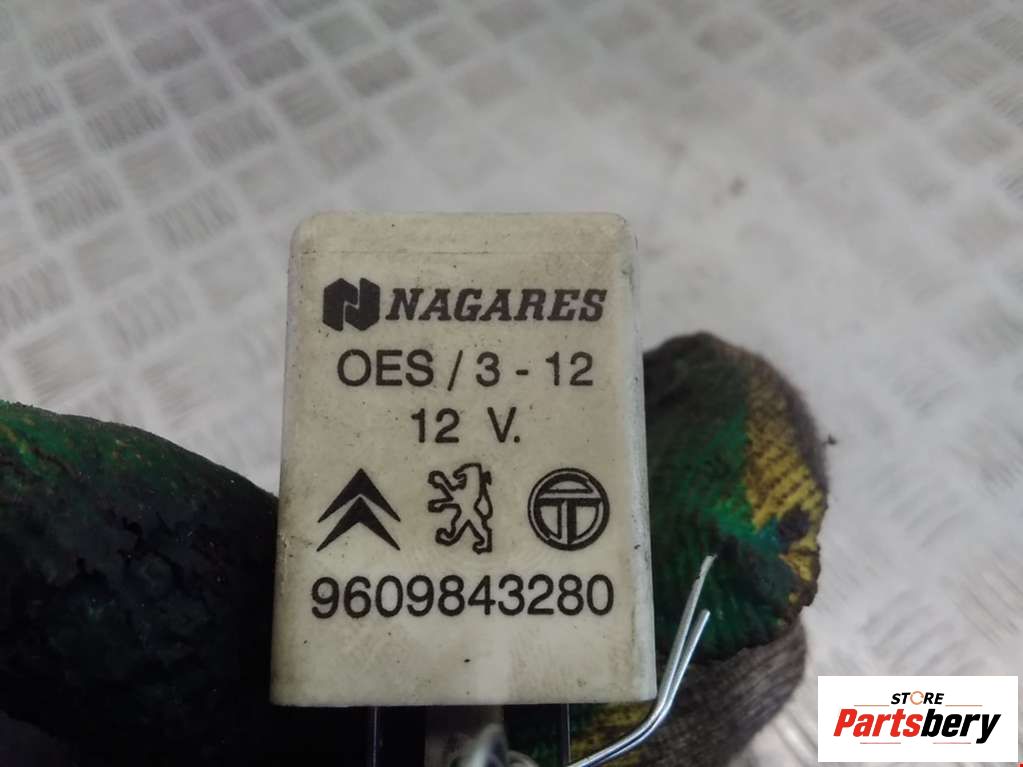 NAGARES
OES / 3 - 12
12 V.
9609843280
STORE
Partsbery